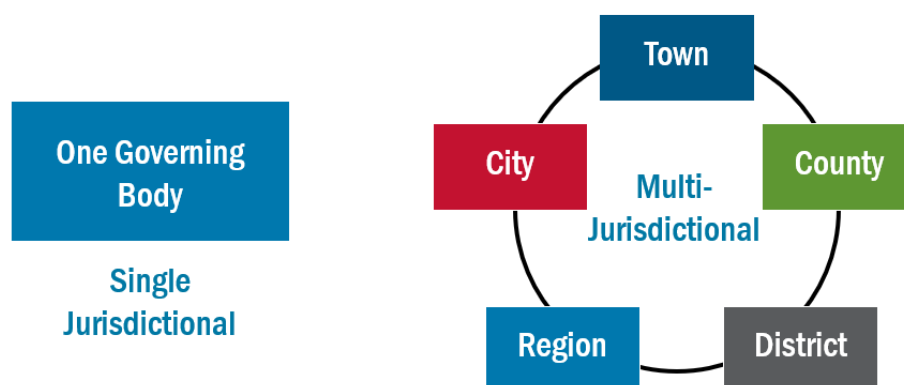 One Governing
Body
Single
Jurisdictional
Town
City
County
Multi-
Jurisdictional
Region
District